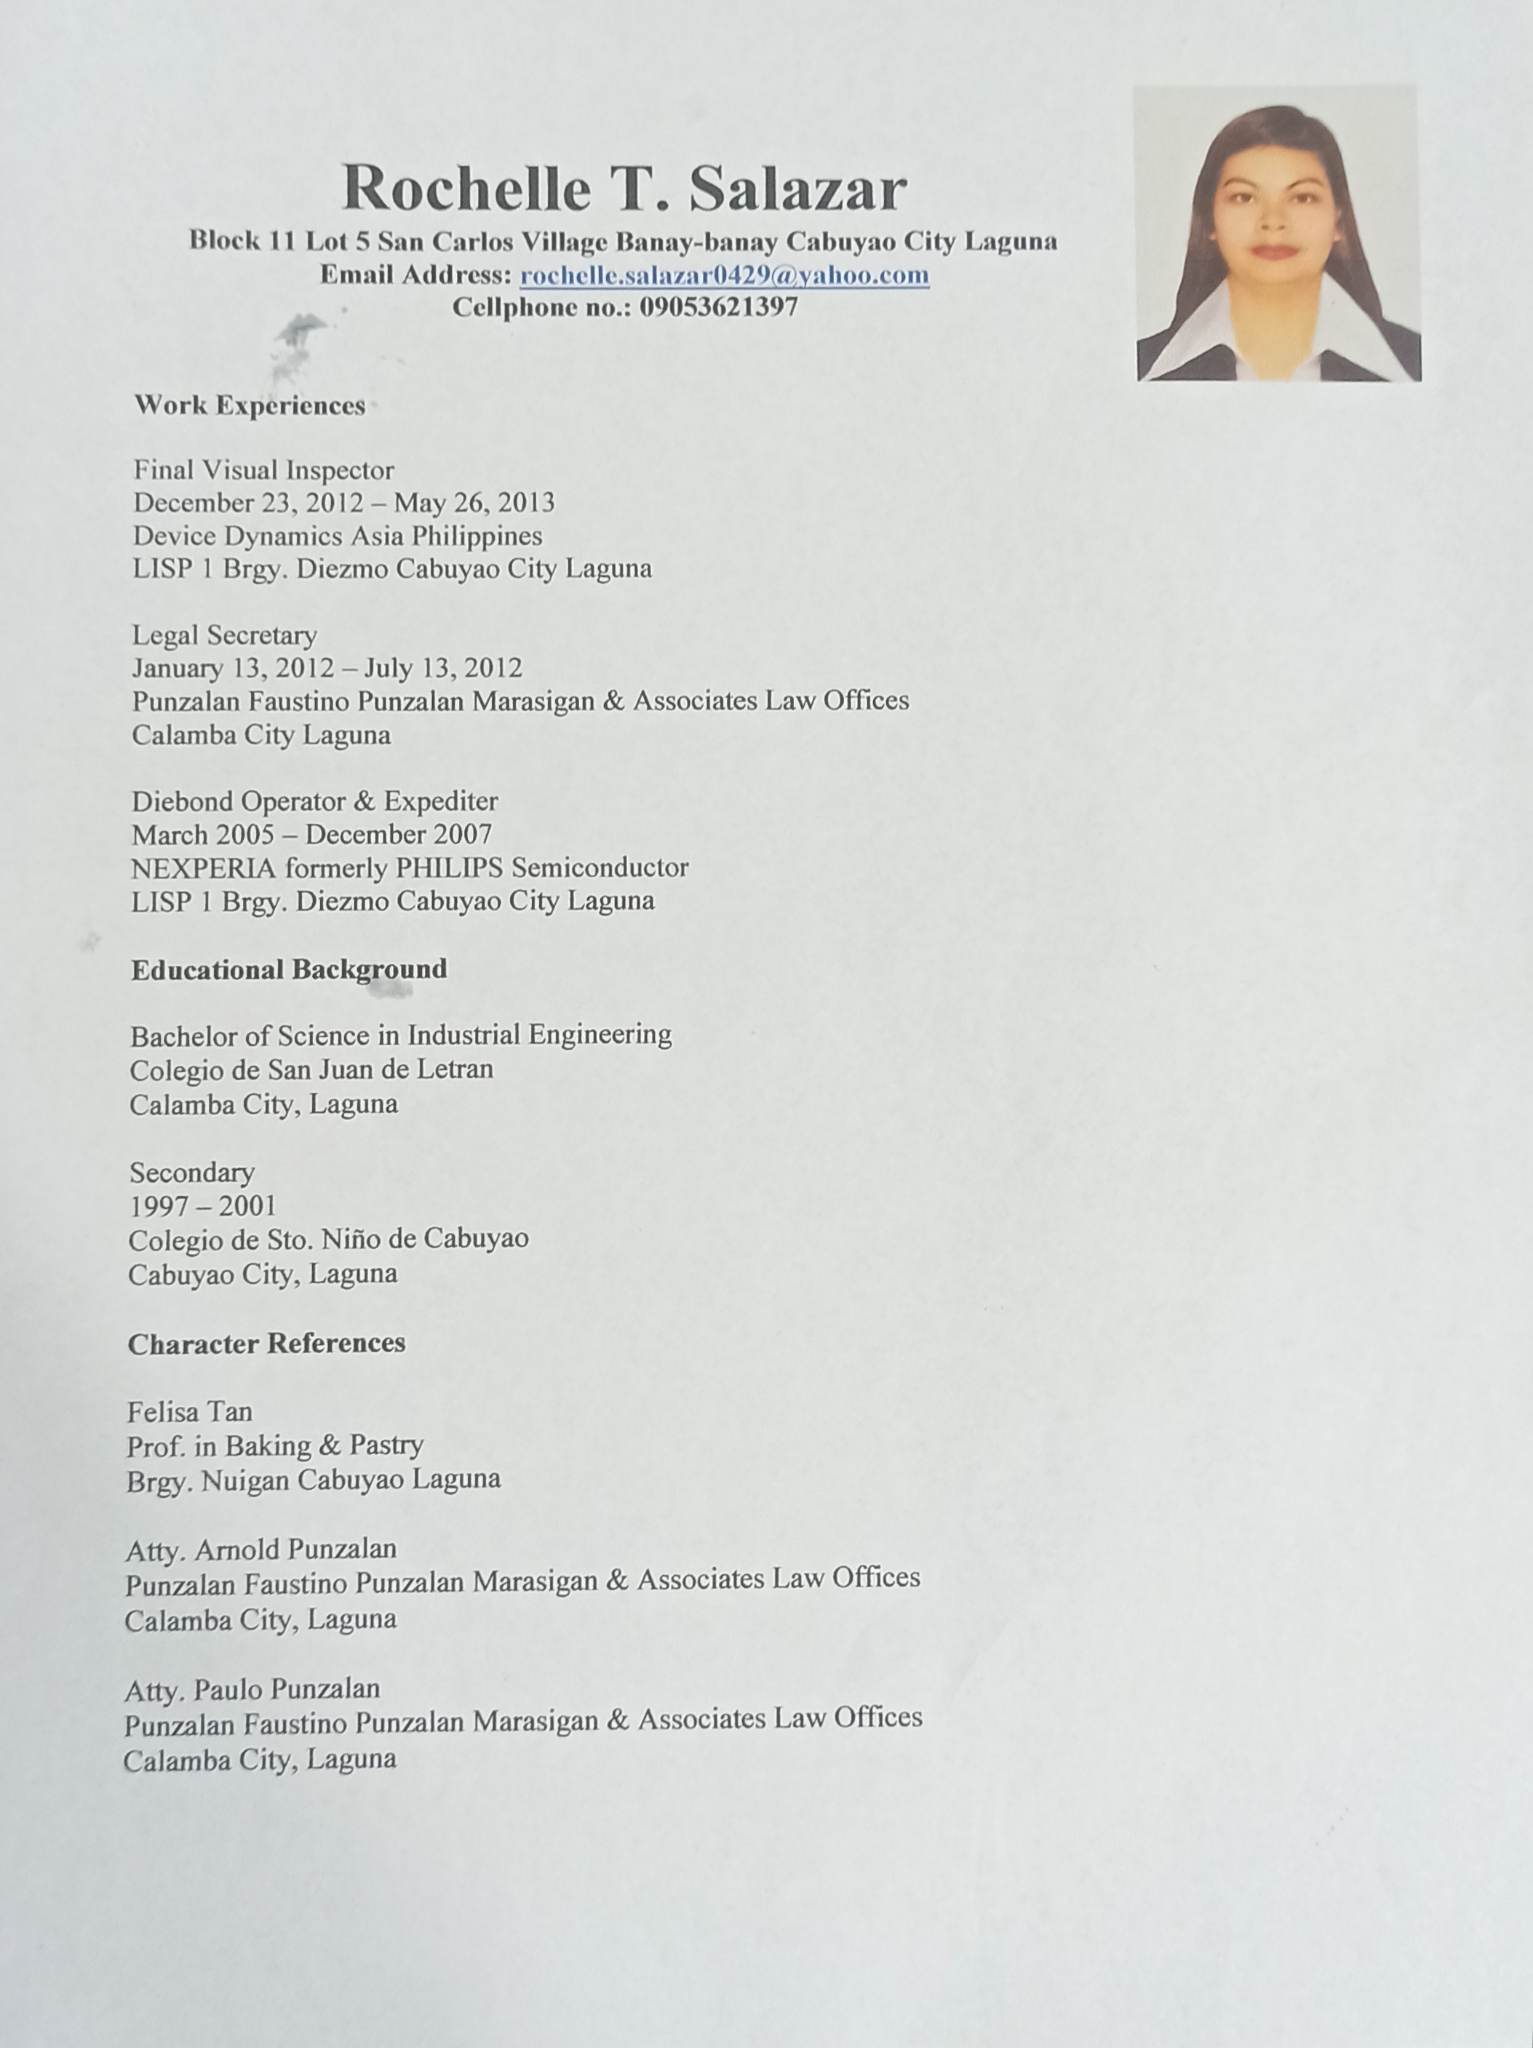 Rochelle T. Salazar
Block 11 Lot 5 San Carlos Village Banay-banay Cabuyao City Laguna
Email Address: rochelle.salazar0429@yahoo.com
Cellphone no.: 09053621397
Work Experiences
Final Visual Inspector
December 23, 2012 – May 26, 2013
Device Dynamics Asia Philippines
LISP 1 Brgy. Diezmo Cabuyao City Laguna
Legal Secretary
January 13, 2012 – July 13, 2012
Punzalan Faustino Punzalan Marasigan & Associates Law Offices
Calamba City Laguna
Diebond Operator & Expediter
March 2005 – December 2007
NEXPERIA formerly PHILIPS Semiconductor
LISP 1 Brgy. Diezmo Cabuyao City Laguna
Educational Background
Bachelor of Science in Industrial Engineering
Colegio de San Juan de Letran
Calamba City, Laguna
Secondary
1997 – 2001
Colegio de Sto. Niño de Cabuyao
Cabuyao City, Laguna
Character References
Felisa Tan
Prof. in Baking & Pastry
Brgy. Nuigan Cabuyao Laguna
Atty. Arnold Punzalan
Punzalan Faustino Punzalan Marasigan & Associates Law Offices
Calamba City, Laguna
Atty. Paulo Punzalan
Punzalan Faustino Punzalan Marasigan & Associates Law Offices
Calamba City, Laguna